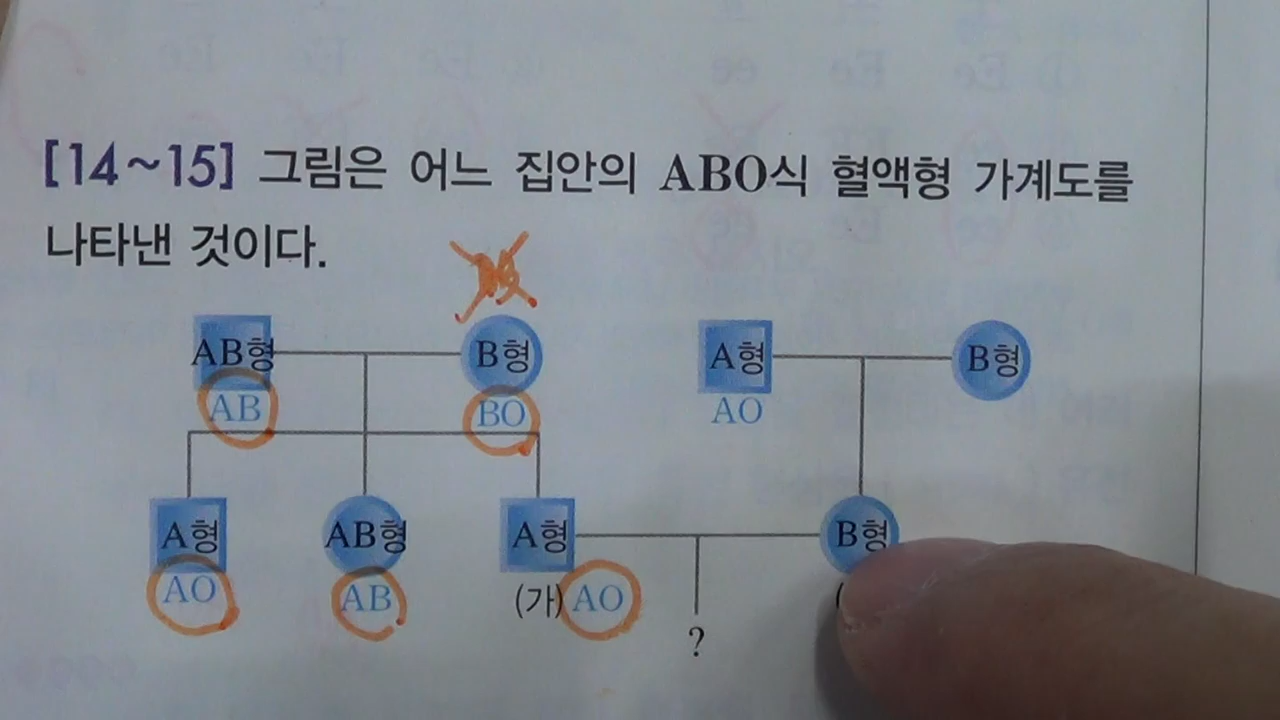 [14~15] 그림은 어느 집안의 ABO식 혈액형 가계도를
나타낸 것이다.
AB형 B형 A형 B형
AB BO AO
A형 AB형 A형 B형
AO AB (가) AO (
?